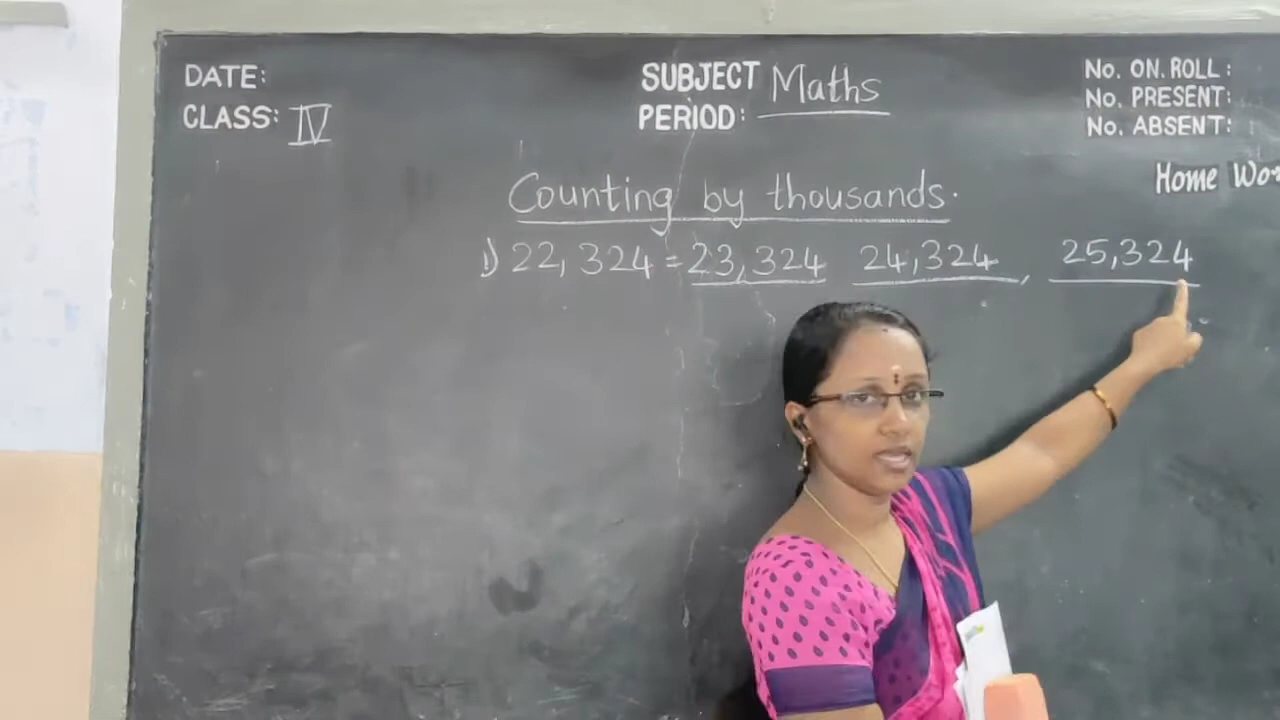 DATE:
CLASS: IV
SUBJECT Maths
PERIOD:
No. ON. ROLL:
No. PRESENT:
No. ABSENT:
Home
Counting by thousands.
1) 22,324 = 23,324 24,324, 25,324